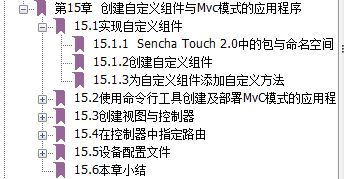 第15章 创建自定义组件与Mvc模式的应用程序
15.1实现自定义组件
15.1.1 Sencha Touch 2.0中的包与命名空间
15.1.2创建自定义组件
15.1.3为自定义组件添加自定义方法
15.2使用命令行工具创建及部署MvC模式的应用程
15.3创建视图与控制器
15.4在控制器中指定路由
15.5设备配置文件
15.6本章小结